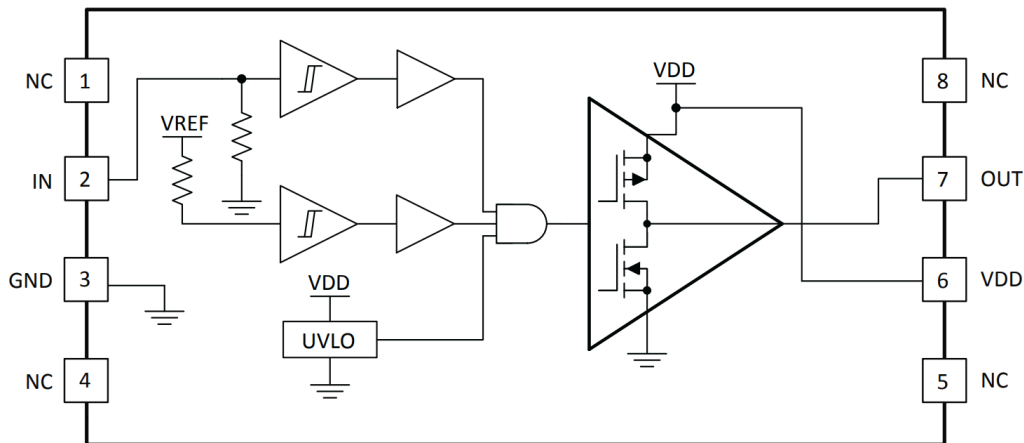 NC 1
8 NC
VDD
VREF
IN 2
7 OUT
GND 3
VDD
6 VDD
UVLO
NC 4
5 NC